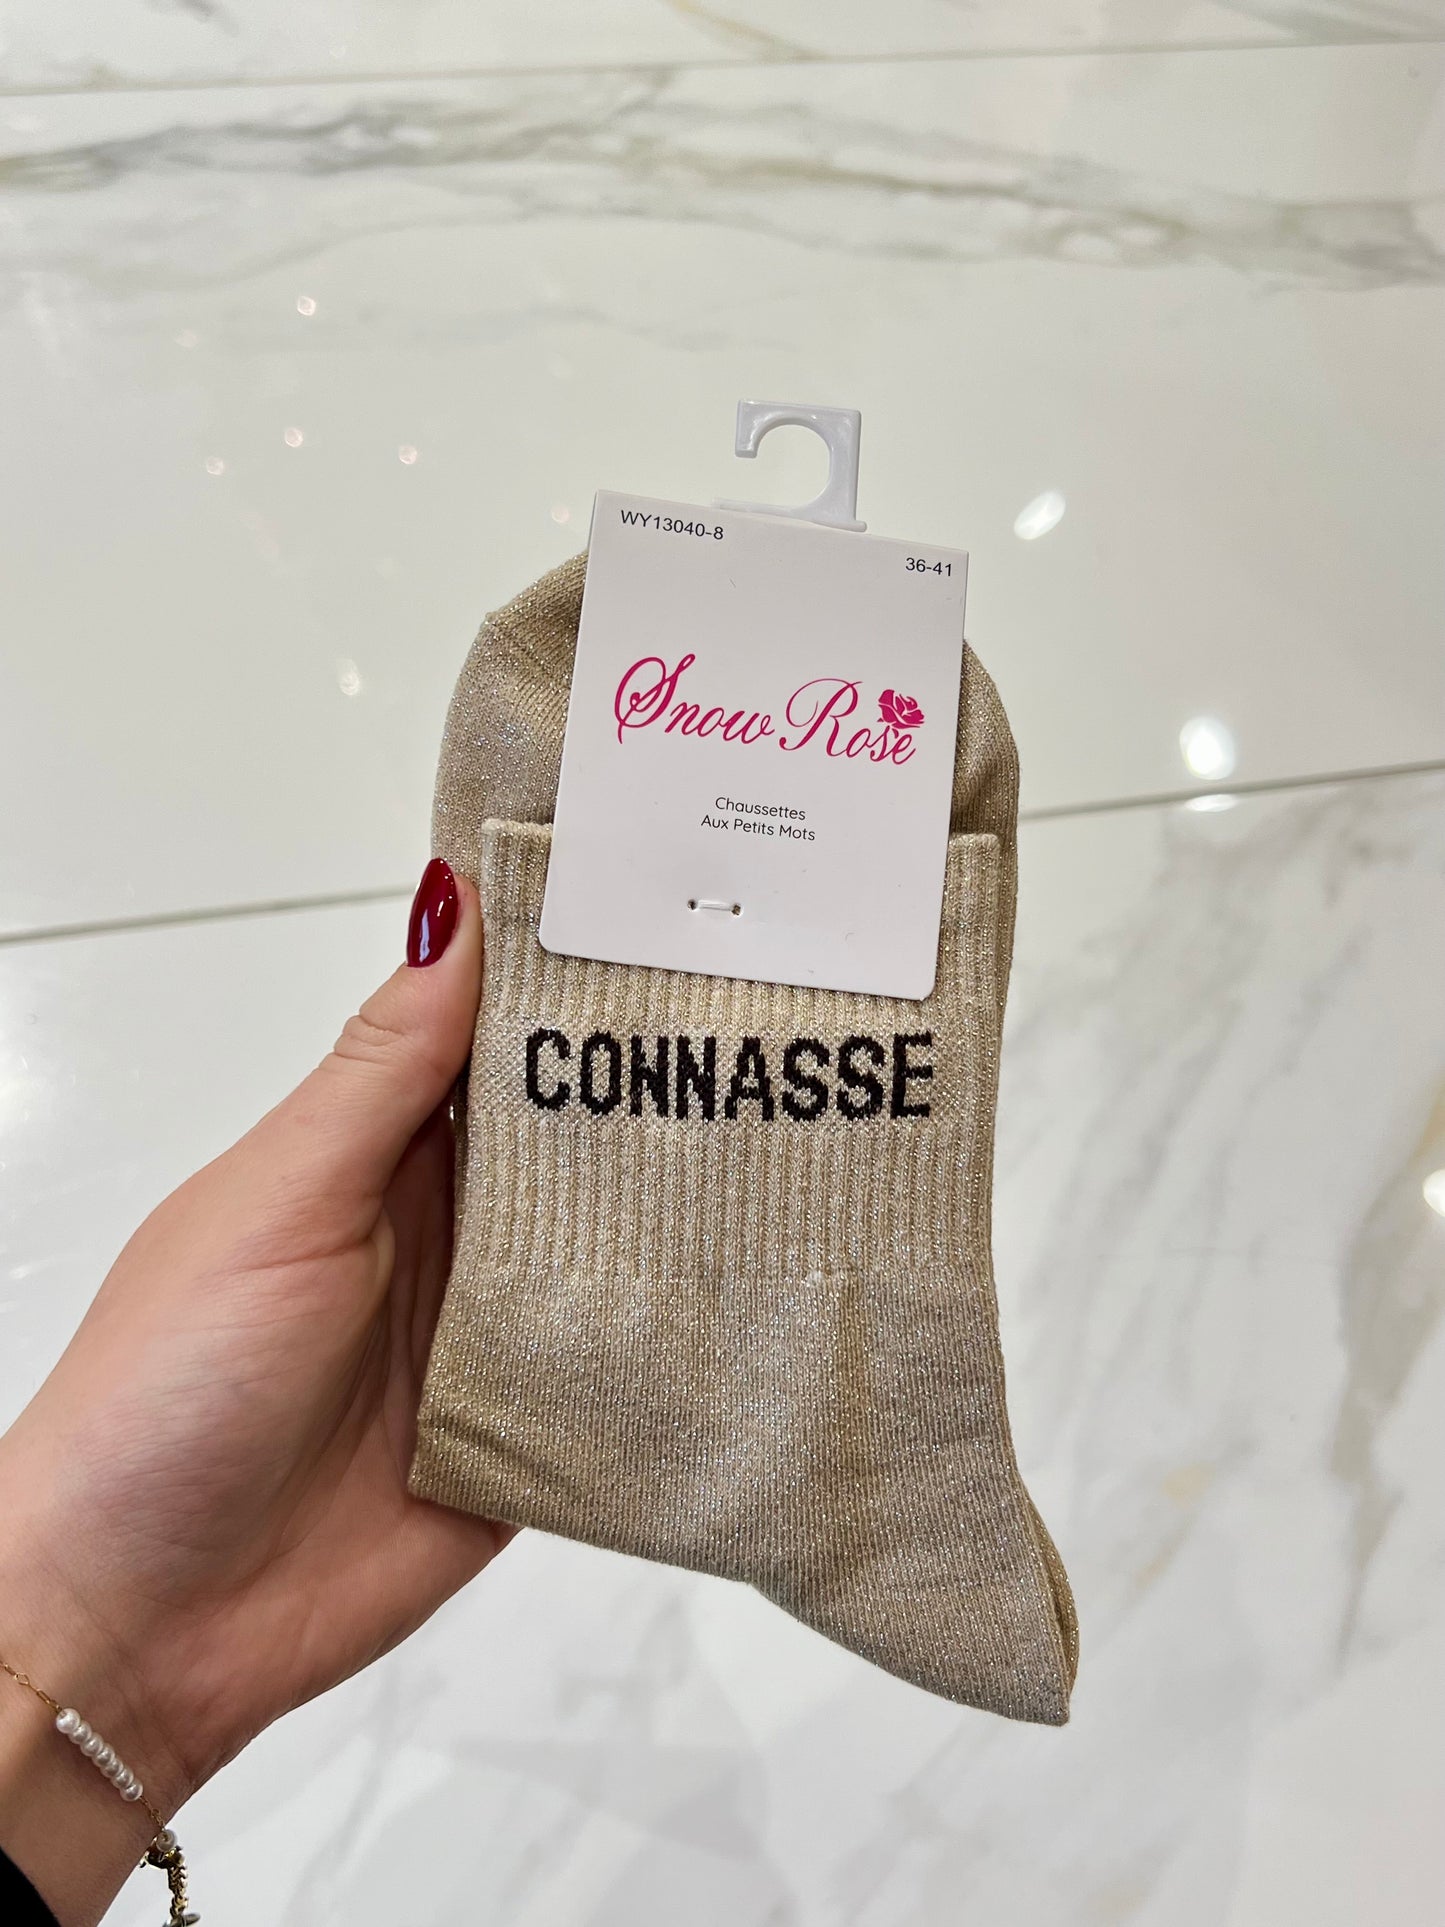 WY13040-8
36-41
Snow Rose
Chaussettes
Aux Petits Mots
CONNASSE